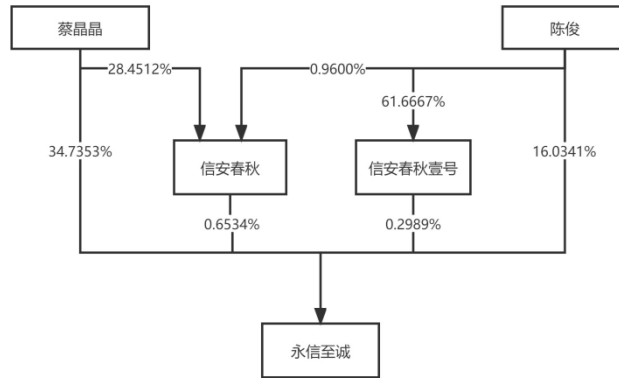 蔡晶晶
陈俊
28.4512%
0.9600%
61.6667%
34.7353%
信安春秋
信安春秋壹号
16.0341%
0.6534%
0.2989%
永信至诚